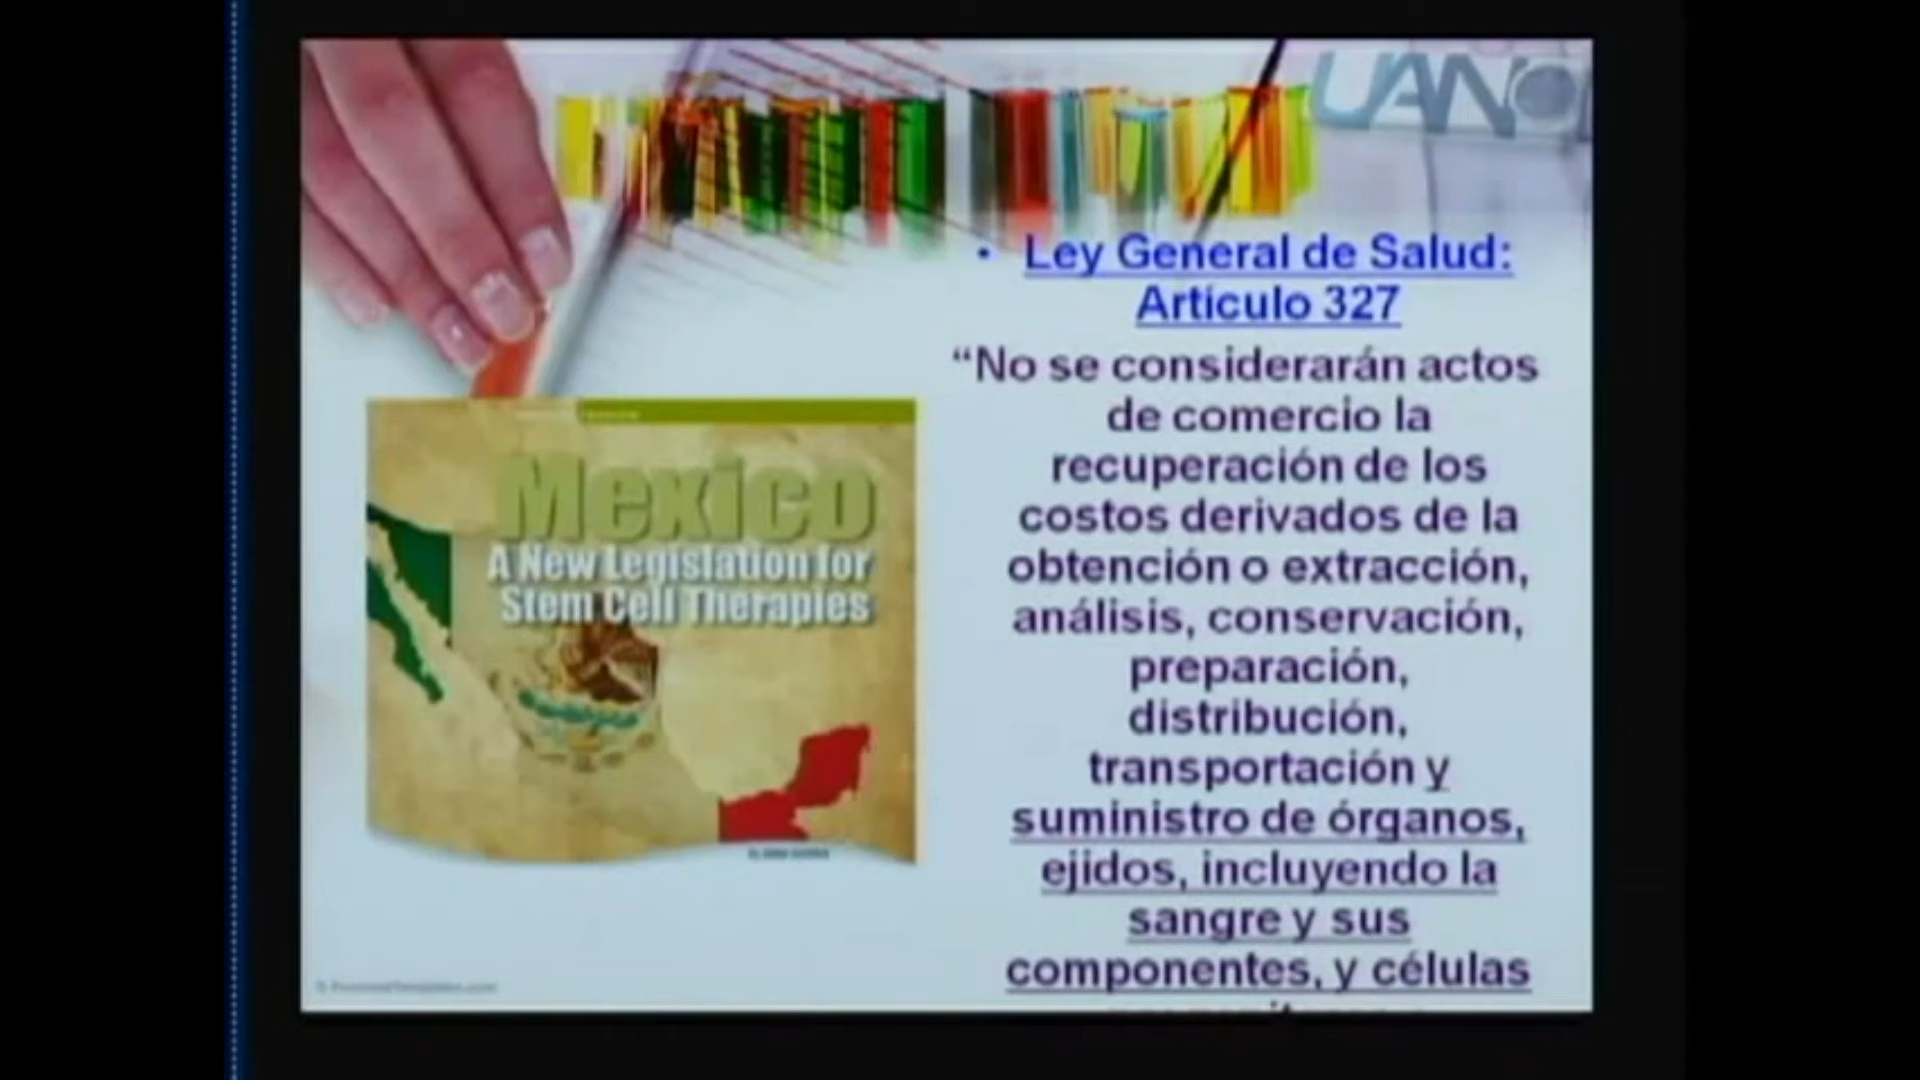 UANL
• Ley General de Salud:
Artículo 327
“No se considerarán actos
de comercio la
recuperación de los
costos derivados de la
obtención o extracción,
análisis, conservación,
preparación,
distribución,
transportación y
suministro de órganos,
ejidos, incluyendo la
sangre y sus
componentes, y células
Mexico
A New Legislation for
Stem Cell Therapies